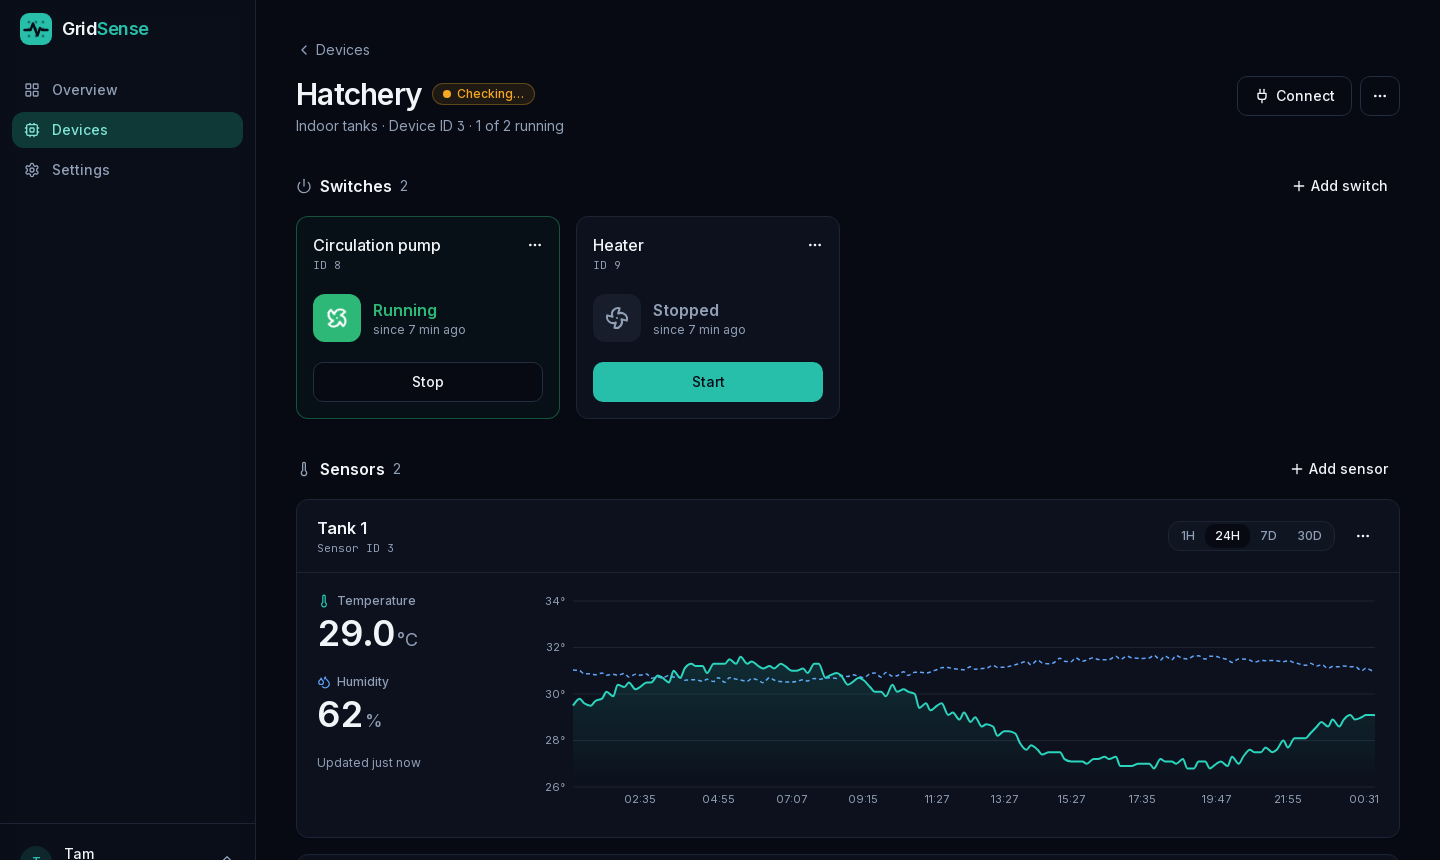 GridSense
Overview
Devices
Settings
Tam
Devices
Hatchery
Checking…
Indoor tanks · Device ID 3 · 1 of 2 running
Connect
Switches 2
Add switch
Circulation pump
ID 8
Running
since 7 min ago
Stop
Heater
ID 9
Stopped
since 7 min ago
Start
Sensors 2
Add sensor
Tank 1
Sensor ID 3
1H 24H 7D 30D
Temperature
29.0°C
Humidity
62%
Updated just now
34°
32°
30°
28°
26°
02:35 04:55 07:07 09:15 11:27 13:27 15:27 17:35 19:47 21:55 00:31